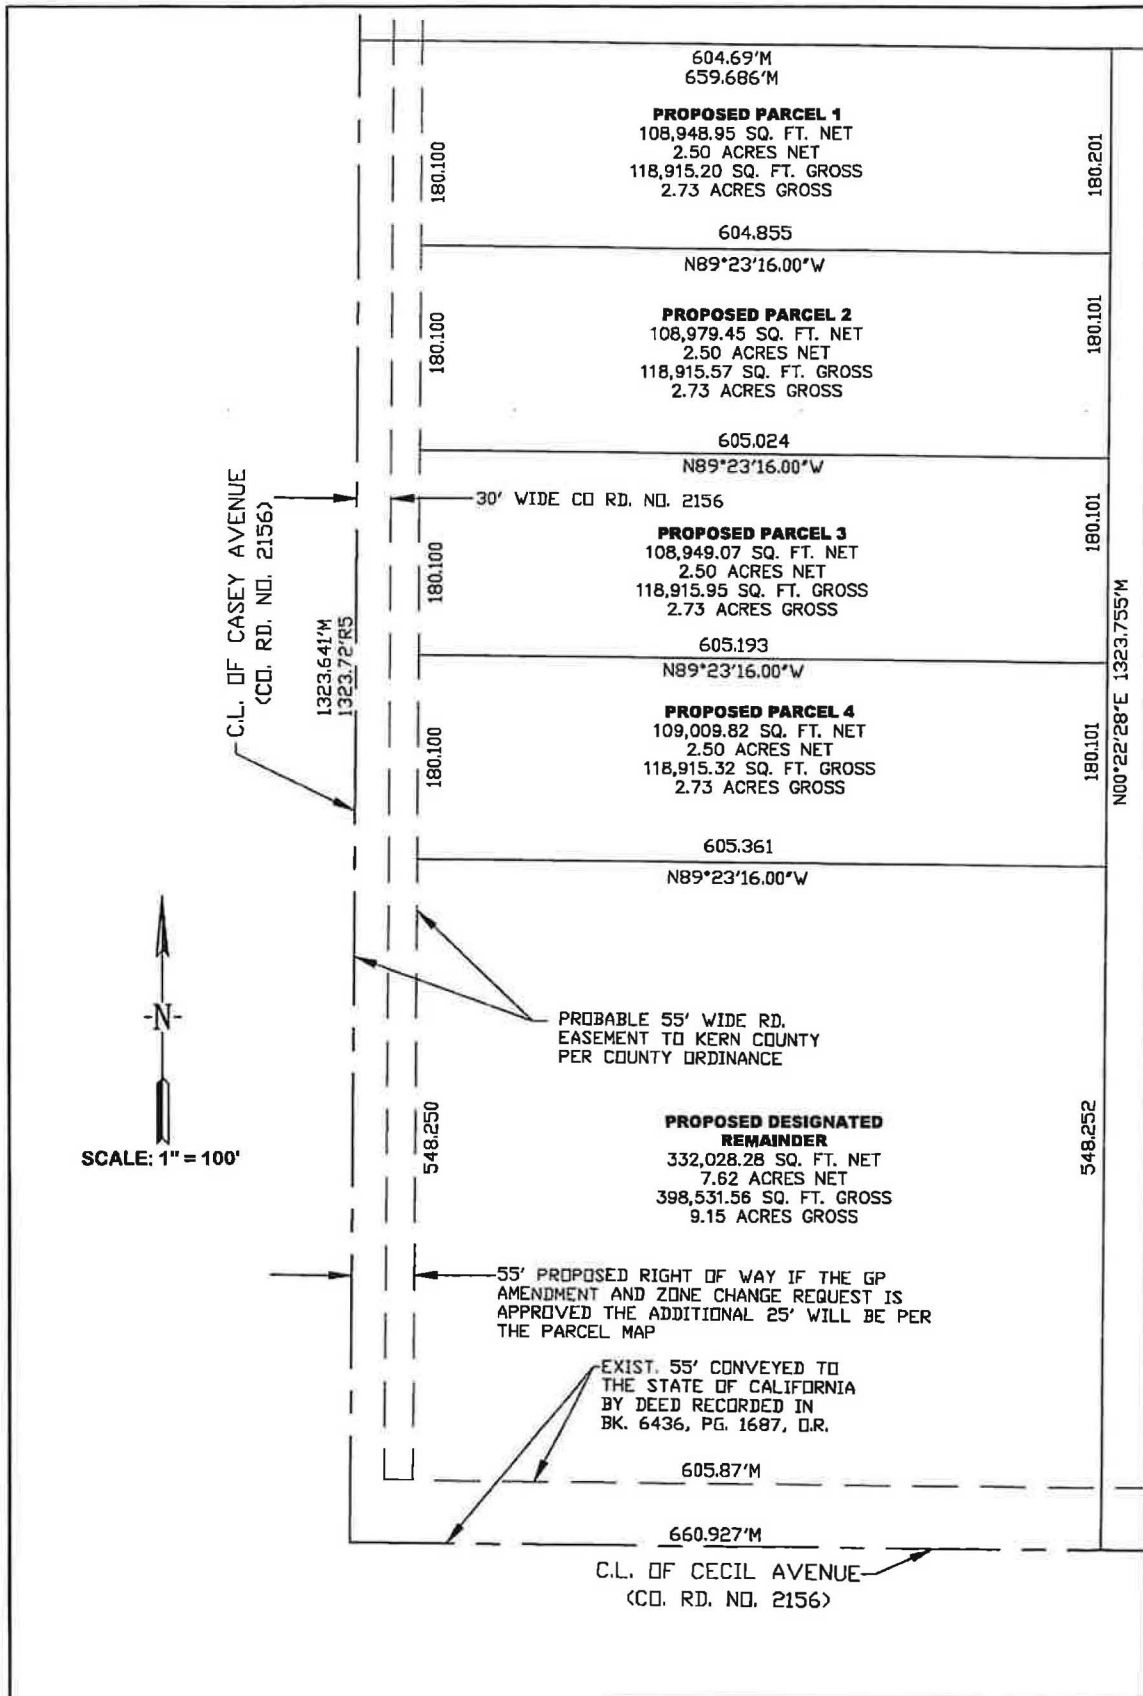 604.69'M
659.686'M
PROPOSED PARCEL 1
108,948.95 SQ. FT. NET
2.50 ACRES NET
118,915.20 SQ. FT. GROSS
2.73 ACRES GROSS
180.100
180.201
604.855
N89°23'16.00"W
PROPOSED PARCEL 2
108,979.45 SQ. FT. NET
2.50 ACRES NET
118,915.57 SQ. FT. GROSS
2.73 ACRES GROSS
180.100
180.101
605.024
N89°23'16.00"W
30' WIDE CO RD. NO. 2156
PROPOSED PARCEL 3
108,949.07 SQ. FT. NET
2.50 ACRES NET
118,915.95 SQ. FT. GROSS
2.73 ACRES GROSS
180.100
180.101
C.L. OF CASEY AVENUE
(CO. RD. NO. 2156)
1323.641'M
1323.72'R5
605.193
N89°23'16.00"W
PROPOSED PARCEL 4
109,009.82 SQ. FT. NET
2.50 ACRES NET
118,915.32 SQ. FT. GROSS
2.73 ACRES GROSS
180.100
180.101
N00°22'28"E 1323.755'M
605.361
N89°23'16.00"W
-N-
SCALE: 1" = 100'
PROBABLE 55' WIDE RD.
EASEMENT TO KERN COUNTY
PER COUNTY ORDINANCE
548.250
548.252
PROPOSED DESIGNATED
REMAINDER
332,028.28 SQ. FT. NET
7.62 ACRES NET
398,531.56 SQ. FT. GROSS
9.15 ACRES GROSS
55' PROPOSED RIGHT OF WAY IF THE GP
AMENDMENT AND ZONE CHANGE REQUEST IS
APPROVED THE ADDITIONAL 25' WILL BE PER
THE PARCEL MAP
EXIST. 55' CONVEYED TO
THE STATE OF CALIFORNIA
BY DEED RECORDED IN
BK. 6436, PG. 1687, O.R.
605.87'M
660.927'M
C.L. OF CECIL AVENUE
(CO. RD. NO. 2156)